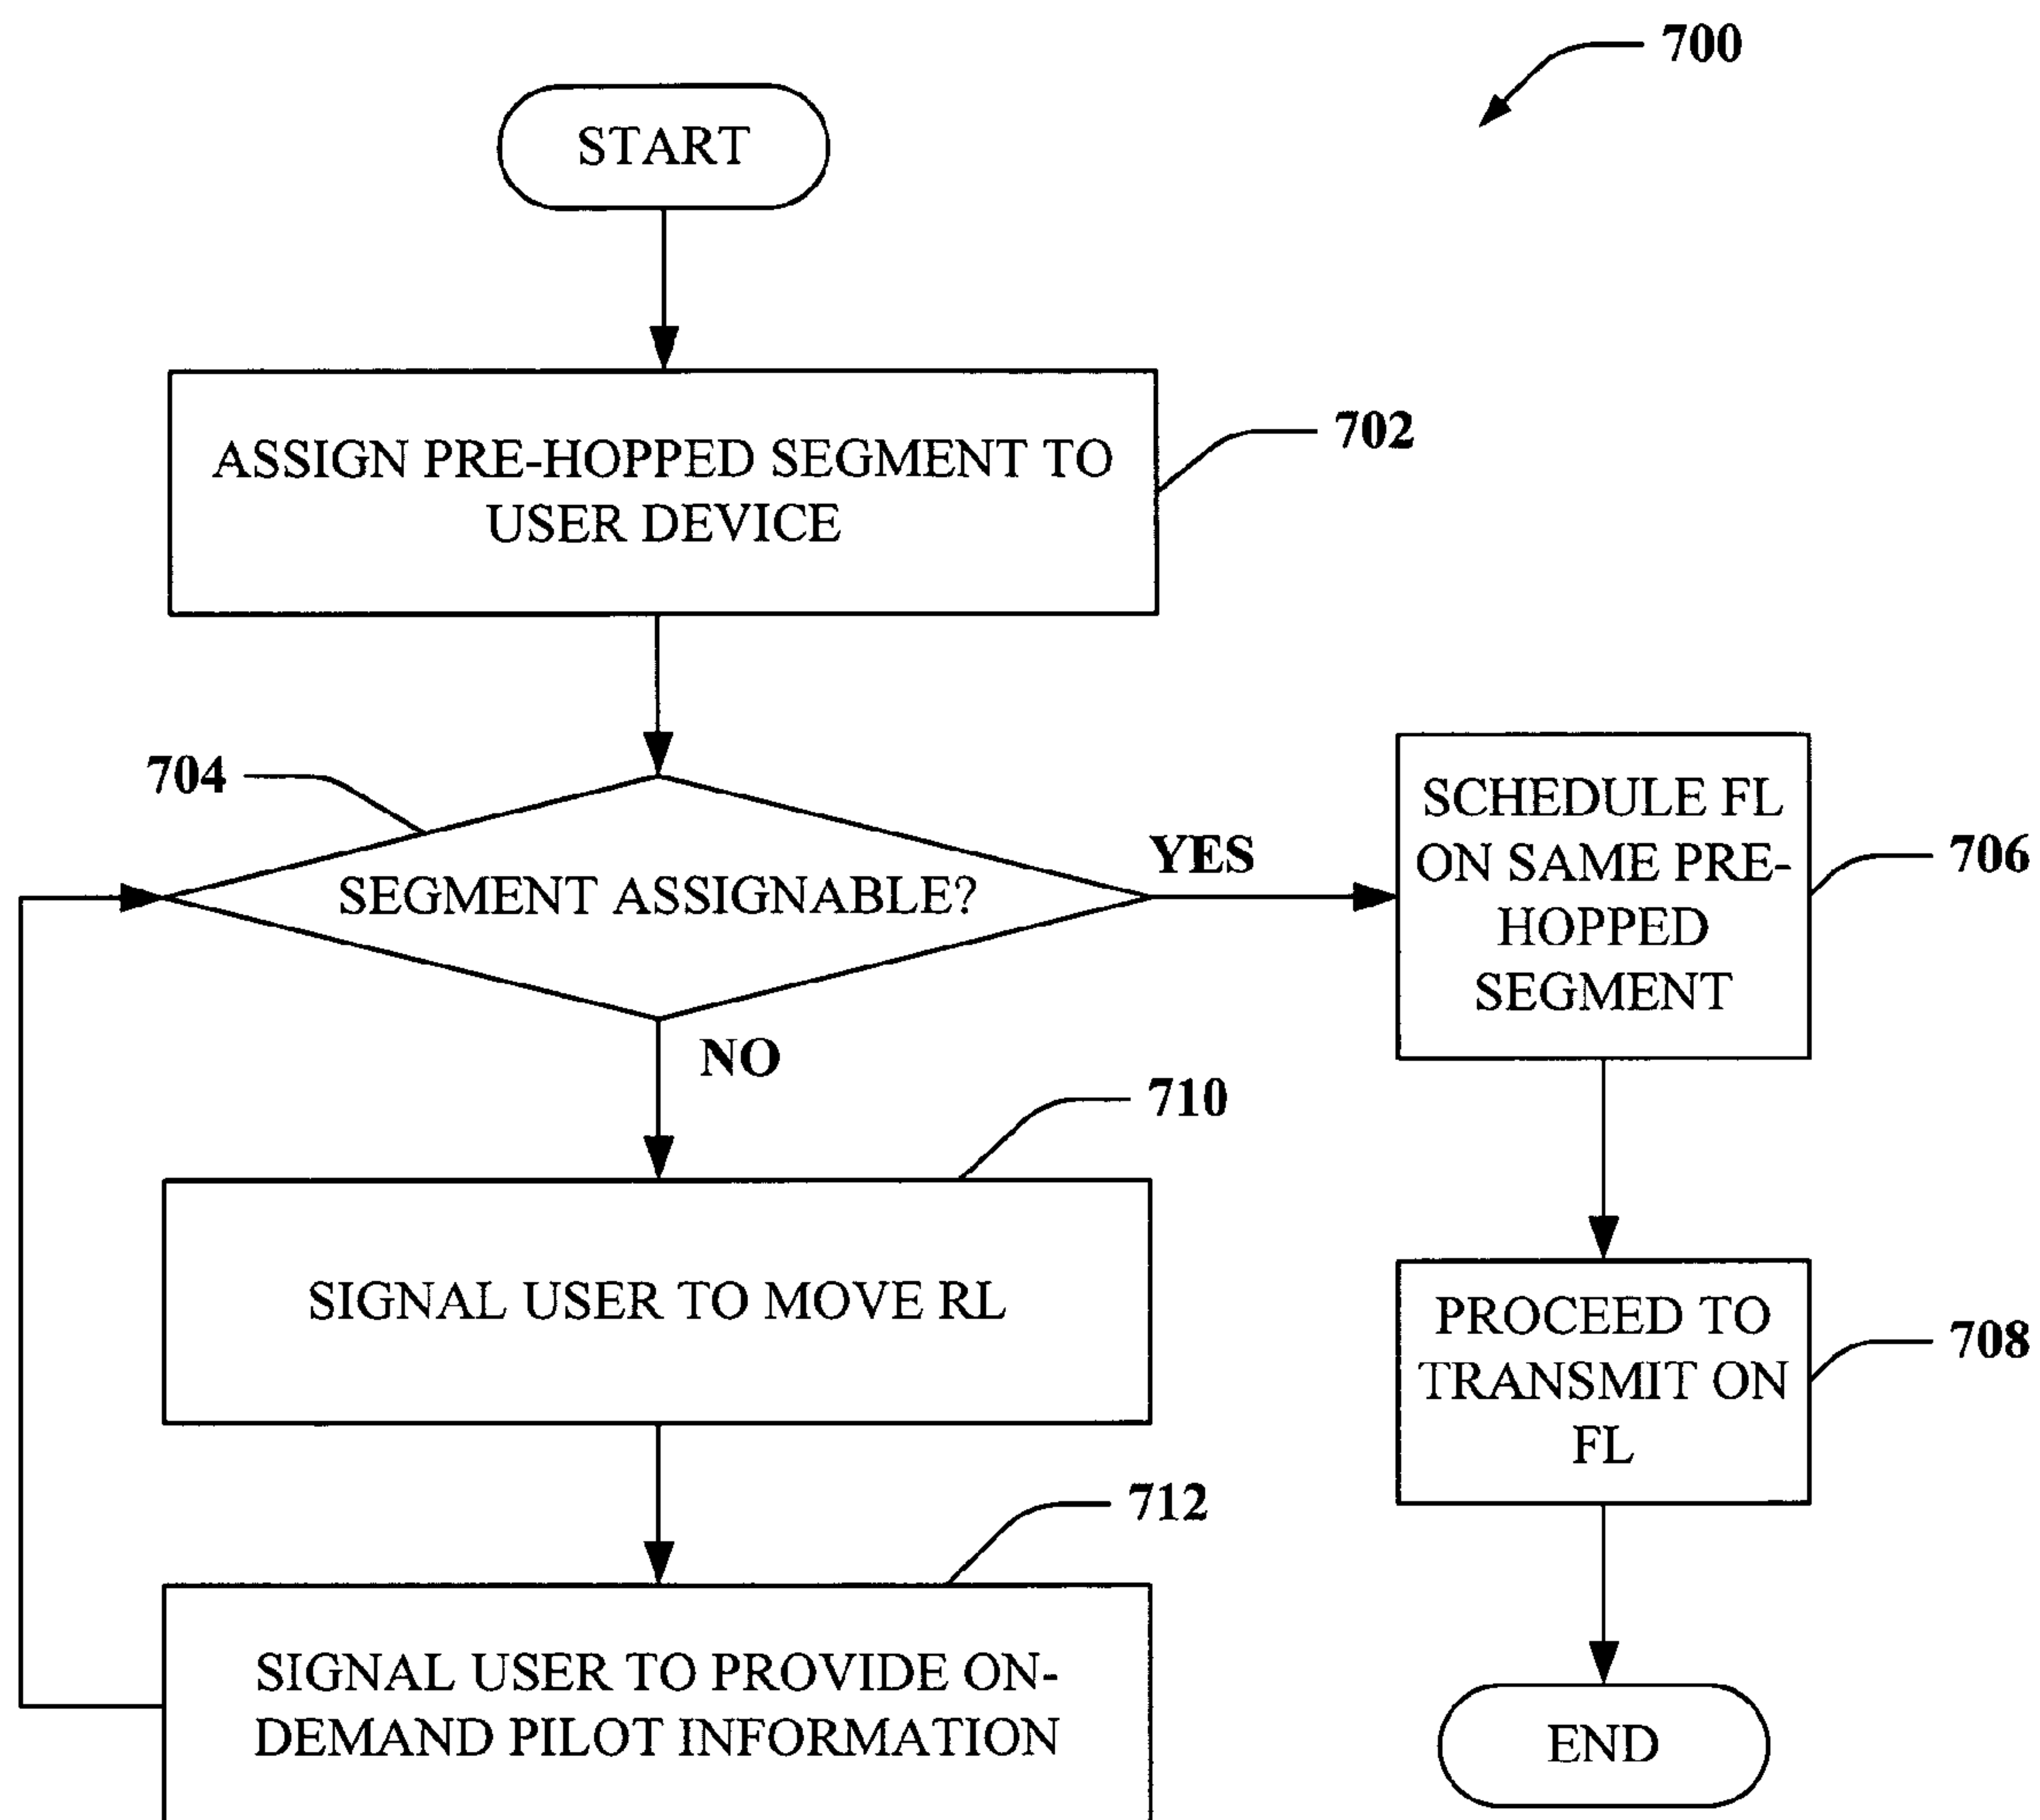 700
START
ASSIGN PRE-HOPPED SEGMENT TO
USER DEVICE
702
704
SEGMENT ASSIGNABLE?
YES
SCHEDULE FL
ON SAME PRE-
HOPPED
SEGMENT
706
NO
710
SIGNAL USER TO MOVE RL
PROCEED TO
TRANSMIT ON
FL
708
712
SIGNAL USER TO PROVIDE ON-
DEMAND PILOT INFORMATION
END